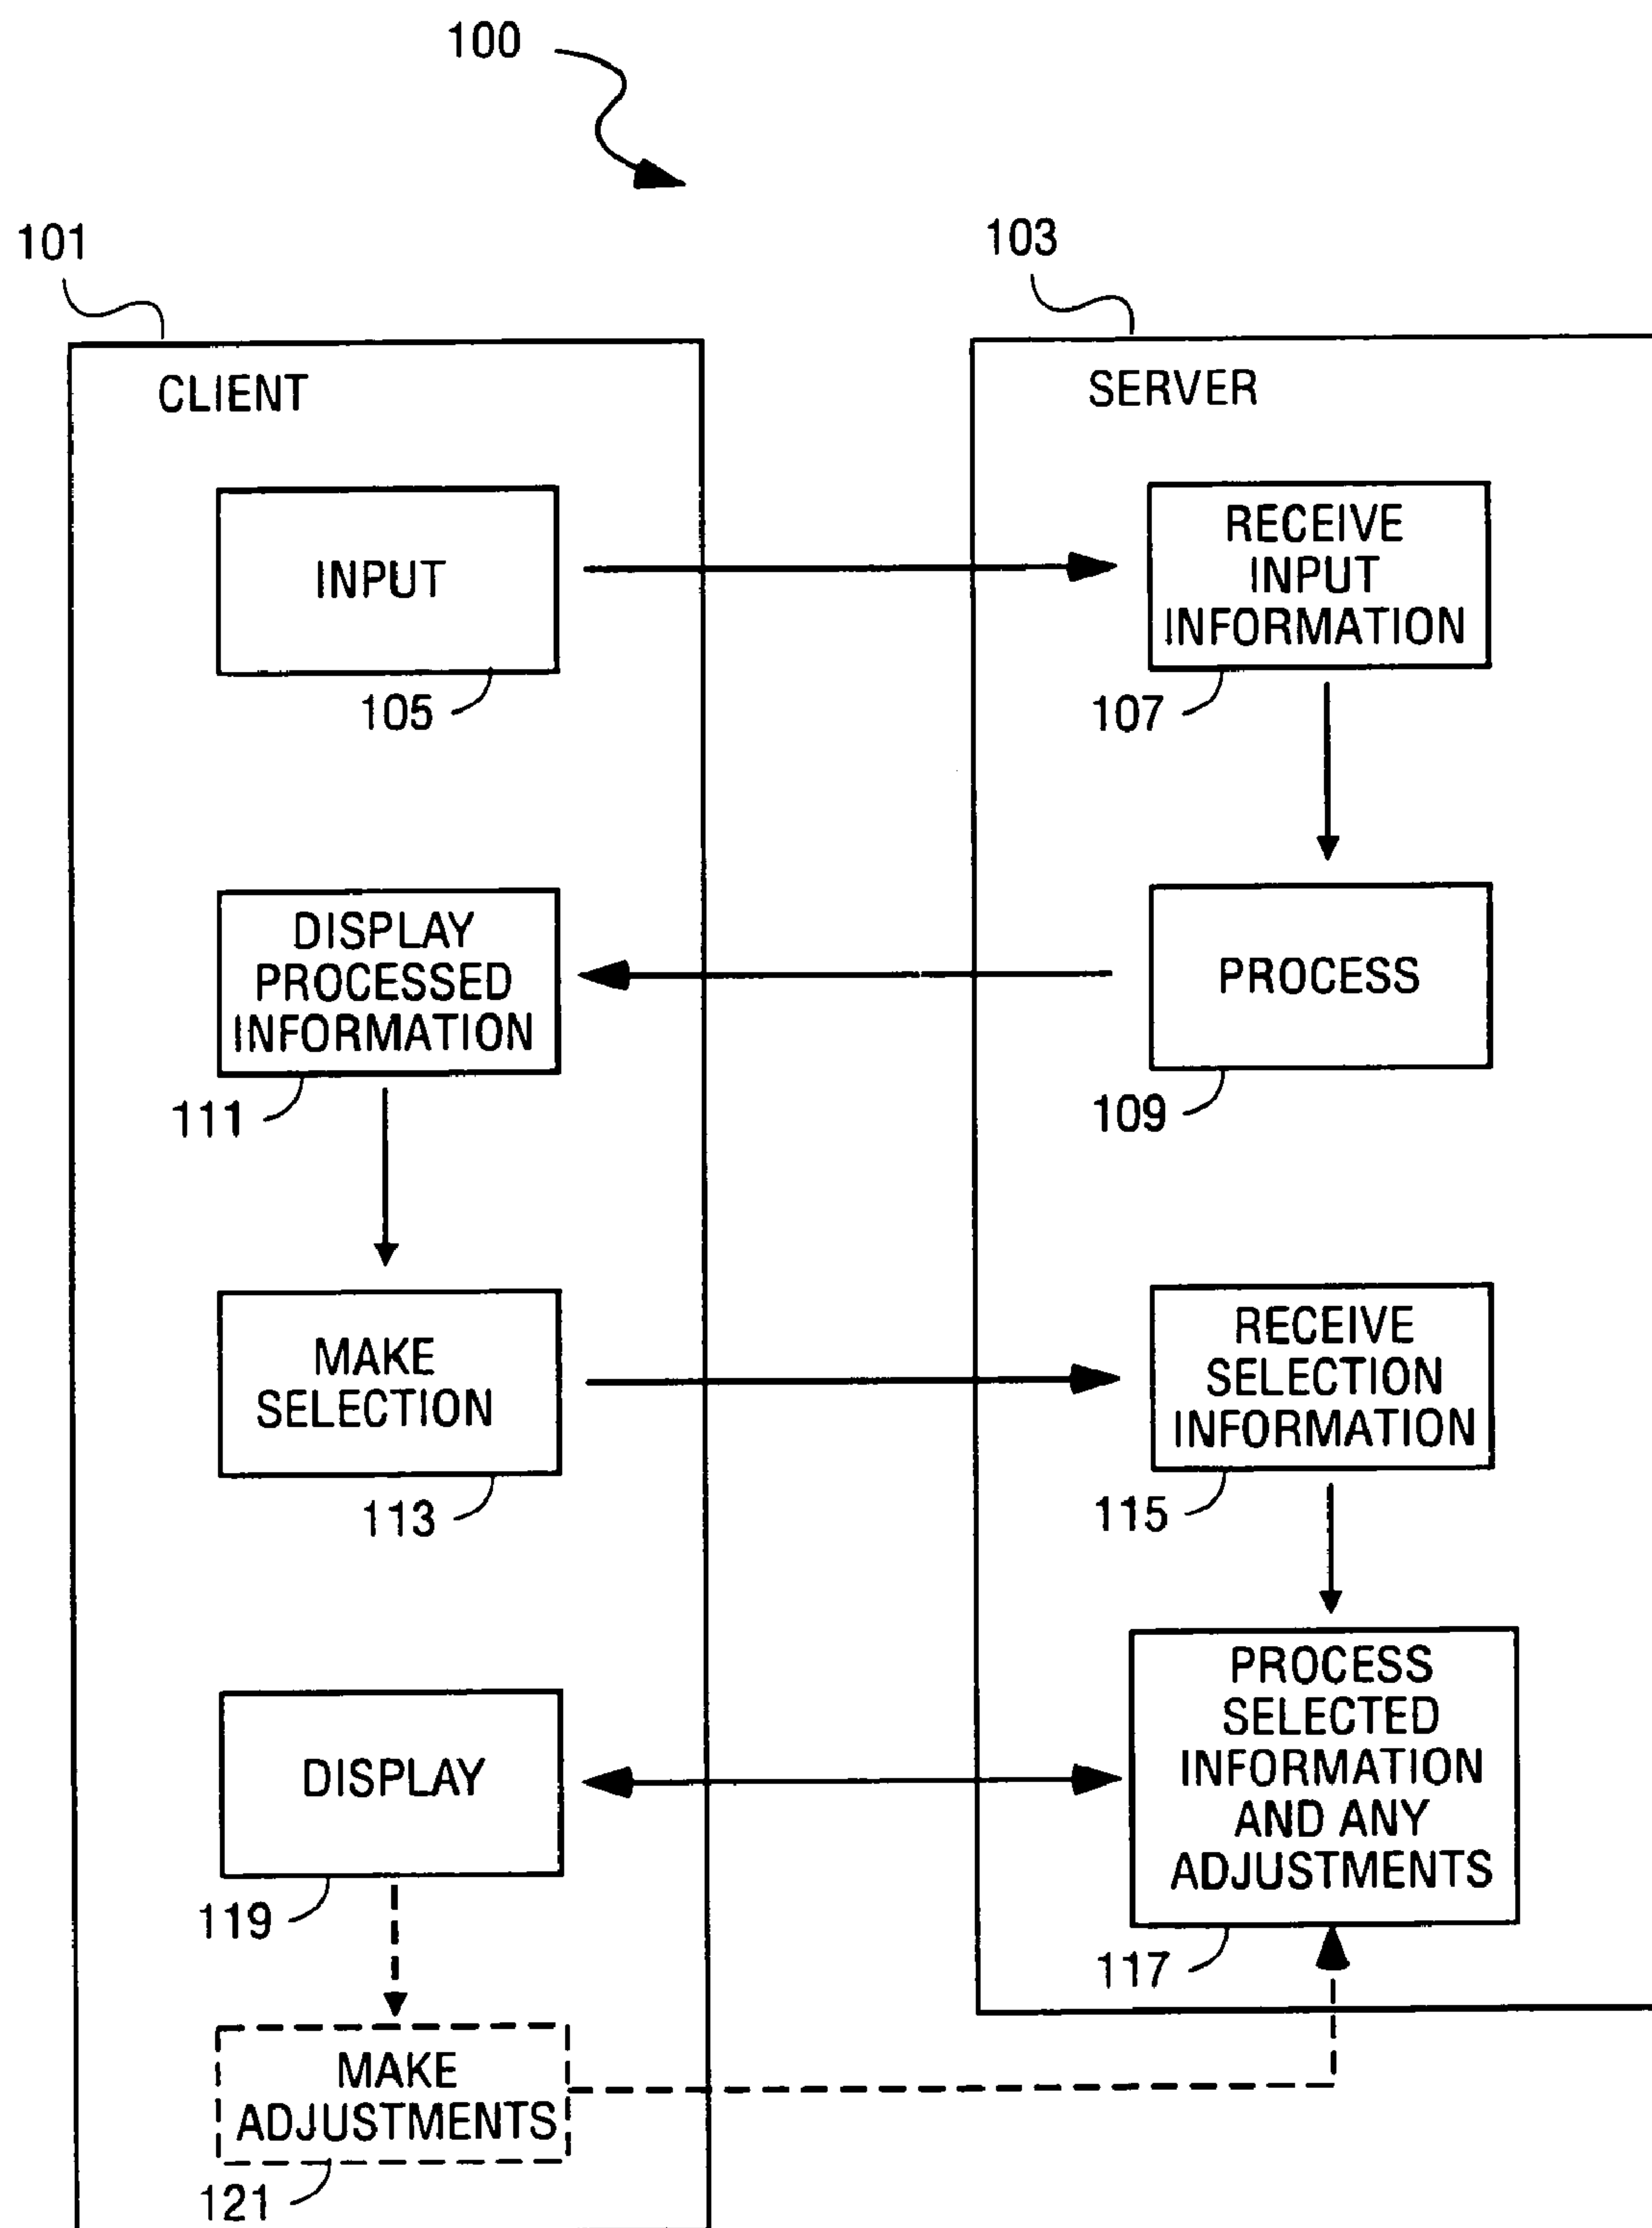 100
101
103
CLIENT
SERVER
INPUT
105
RECEIVE
INPUT
INFORMATION
107
DISPLAY
PROCESSED
INFORMATION
111
PROCESS
109
MAKE
SELECTION
113
RECEIVE
SELECTION
INFORMATION
115
DISPLAY
119
PROCESS
SELECTED
INFORMATION
AND ANY
ADJUSTMENTS
117
MAKE
ADJUSTMENTS
121